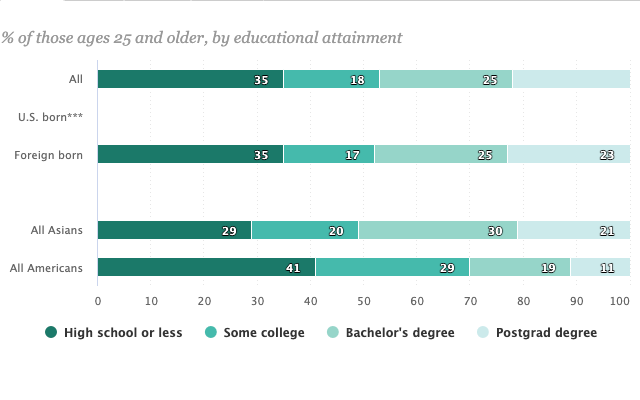 % of those ages 25 and older, by educational attainment
All 35 18 25
U.S. born***
Foreign born 35 17 25 23
All Asians 29 20 30 21
All Americans 41 29 19 11
0 10 20 30 40 50 60 70 80 90 100
High school or less Some college Bachelor's degree Postgrad degree